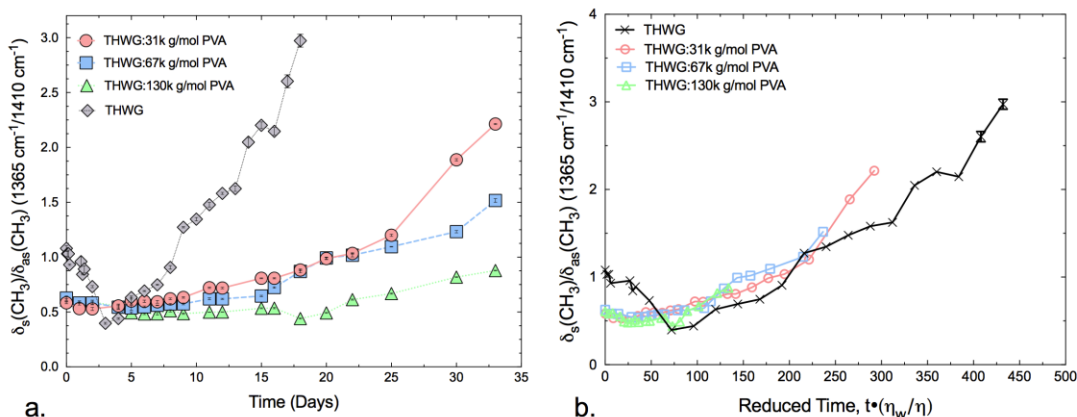 δs(CH3)/δas(CH3) (1365 cm⁻¹/1410 cm⁻¹)
3.0
2.5
2.0
1.5
1.0
0.5
0.0
THWG:31k g/mol PVA
THWG:67k g/mol PVA
THWG:130k g/mol PVA
THWG
0 5 10 15 20 25 30 35
Time (Days)
a.
δs(CH3)/δas(CH3) (1365 cm⁻¹/1410 cm⁻¹)
4
3
2
1
0
THWG
THWG:31k g/mol PVA
THWG:67k g/mol PVA
THWG:130k g/mol PVA
0 50 100 150 200 250 300 350 400 450 500
Reduced Time, t•(ηw/η)
b.